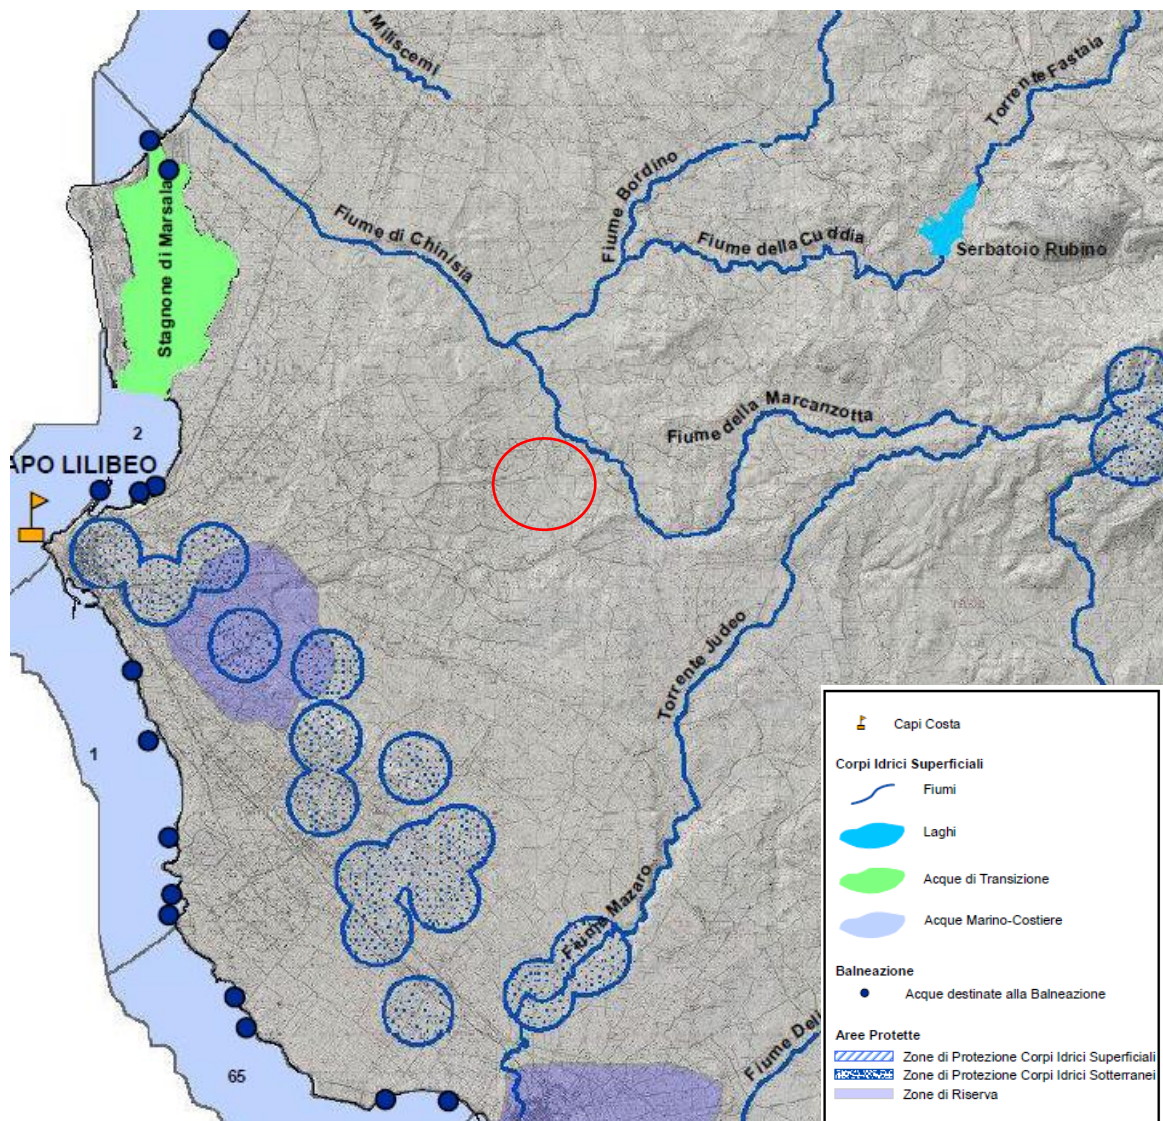 Miliscemi
Torrente Fastaia
Fiume Bordino
Stagnone di Marsala
Fiume di Chinisia
Fiume della Cuddia
Serbatoio Rubino
Fiume della Marcanzotta
2
APO LILIBEO
Torrente Judeo
1
Fiume Mazaro
65
Fiume Deli
Capi Costa
Corpi Idrici Superficiali
Fiumi
Laghi
Acque di Transizione
Acque Marino-Costiere
Balneazione
Acque destinate alla Balneazione
Aree Protette
Zone di Protezione Corpi Idrici Superficiali
Zone di Protezione Corpi Idrici Sotterranei
Zone di Riserva